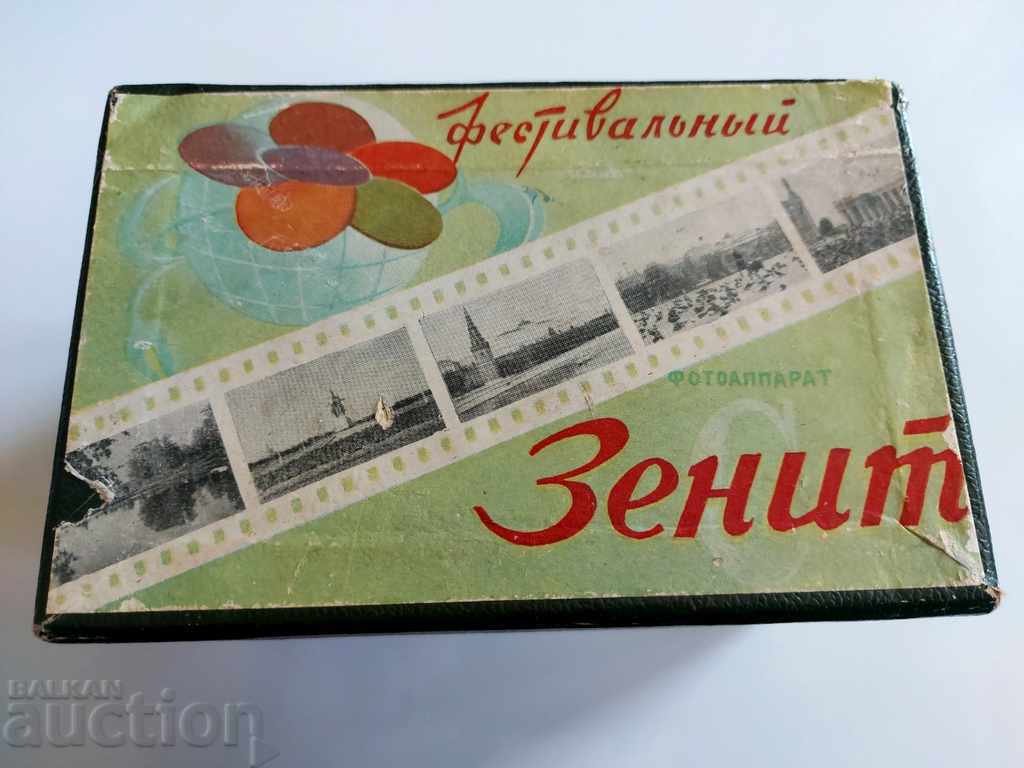 фестивальный
ФОТОАППАРАТ
Зенит
С
BALKAN
auction